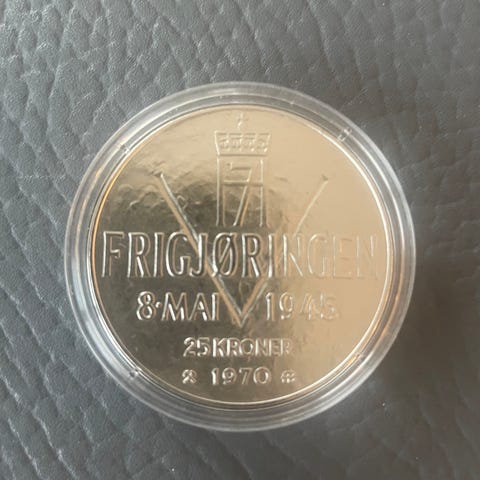 FRIGJØRINGEN
8·MAI 1945
25 KRONER
1970